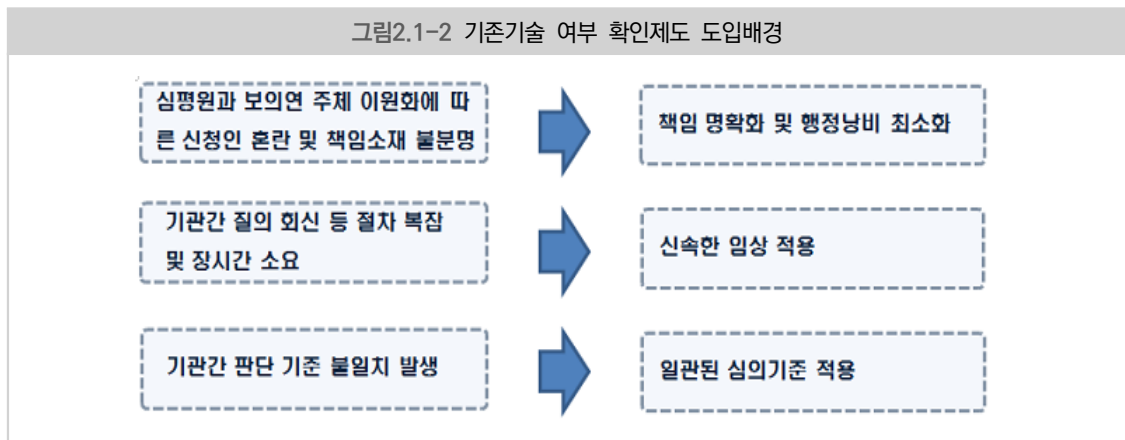 그림2.1-2 기존기술 여부 확인제도 도입배경
심평원과 보의연 주체 이원화에 따
른 신청인 혼란 및 책임소재 불분명
책임 명확화 및 행정낭비 최소화
기관간 질의 회신 등 절차 복잡
및 장시간 소요
신속한 임상 적용
기관간 판단 기준 불일치 발생
일관된 심의기준 적용